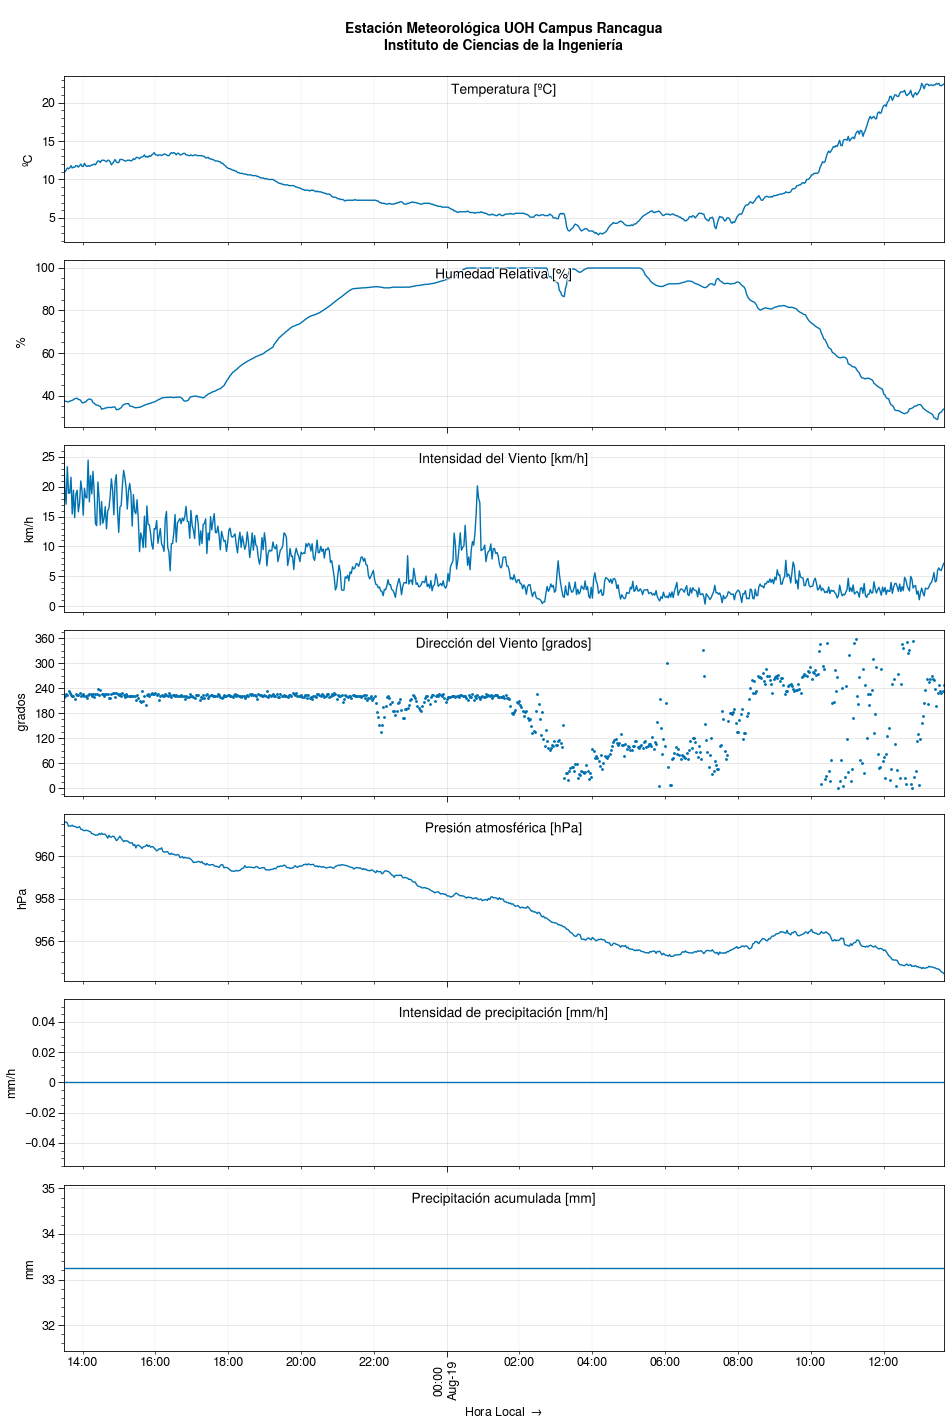 Estación Meteorológica UOH Campus Rancagua
Instituto de Ciencias de la Ingeniería
Temperatura [ºC]
20
15
10
5
ºC
Humedad Relativa [%]
100
80
60
40
%
Intensidad del Viento [km/h]
25
20
15
10
5
0
km/h
Dirección del Viento [grados]
360
300
240
180
120
60
0
grados
Presión atmosférica [hPa]
960
958
956
hPa
Intensidad de precipitación [mm/h]
0.04
0.02
0
−0.02
−0.04
mm/h
Precipitación acumulada [mm]
35
34
33
32
mm
14:00 16:00 18:00 20:00 22:00 00:00 02:00 04:00 06:00 08:00 10:00 12:00
Aug-19
Hora Local →